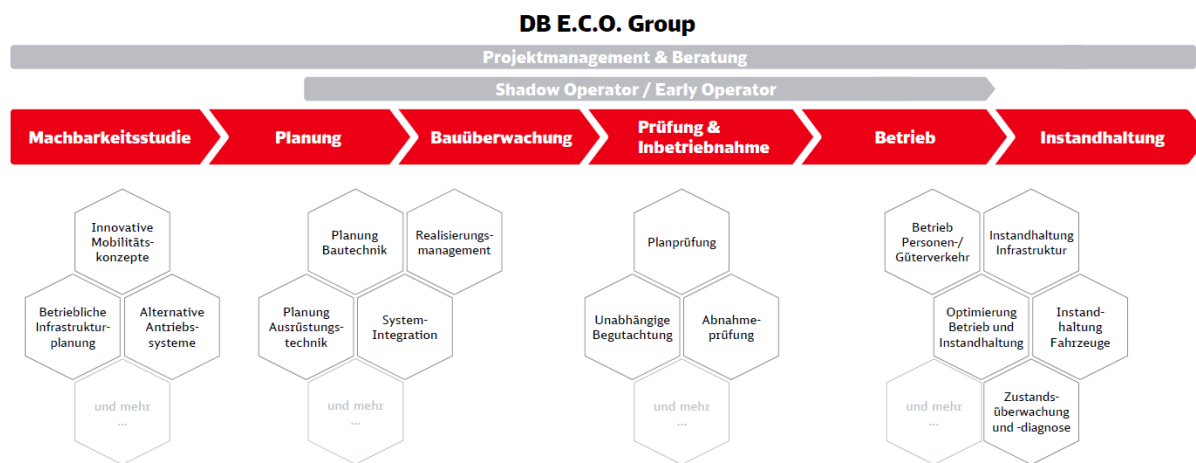 DB E.C.O. Group
Projektmanagement & Beratung
Shadow Operator / Early Operator
Machbarkeitsstudie
Planung
Bauüberwachung
Prüfung &
Inbetriebnahme
Betrieb
Instandhaltung
Innovative
Mobilitäts-
konzepte
Betriebliche
Infrastruktur-
planung
Alternative
Antriebs-
systeme
und mehr
...
Planung
Bautechnik
Realisierungs-
management
Planung
Ausrüstungs-
technik
System-
Integration
und mehr
...
Planprüfung
Unabhängige
Begutachtung
Abnahme-
prüfung
und mehr
...
Betrieb
Personen-/
Güterverkehr
Instandhaltung
Infrastruktur
Optimierung
Betrieb und
Instandhaltung
Instand-
haltung
Fahrzeuge
und mehr
...
Zustands-
überwachung
und -diagnose